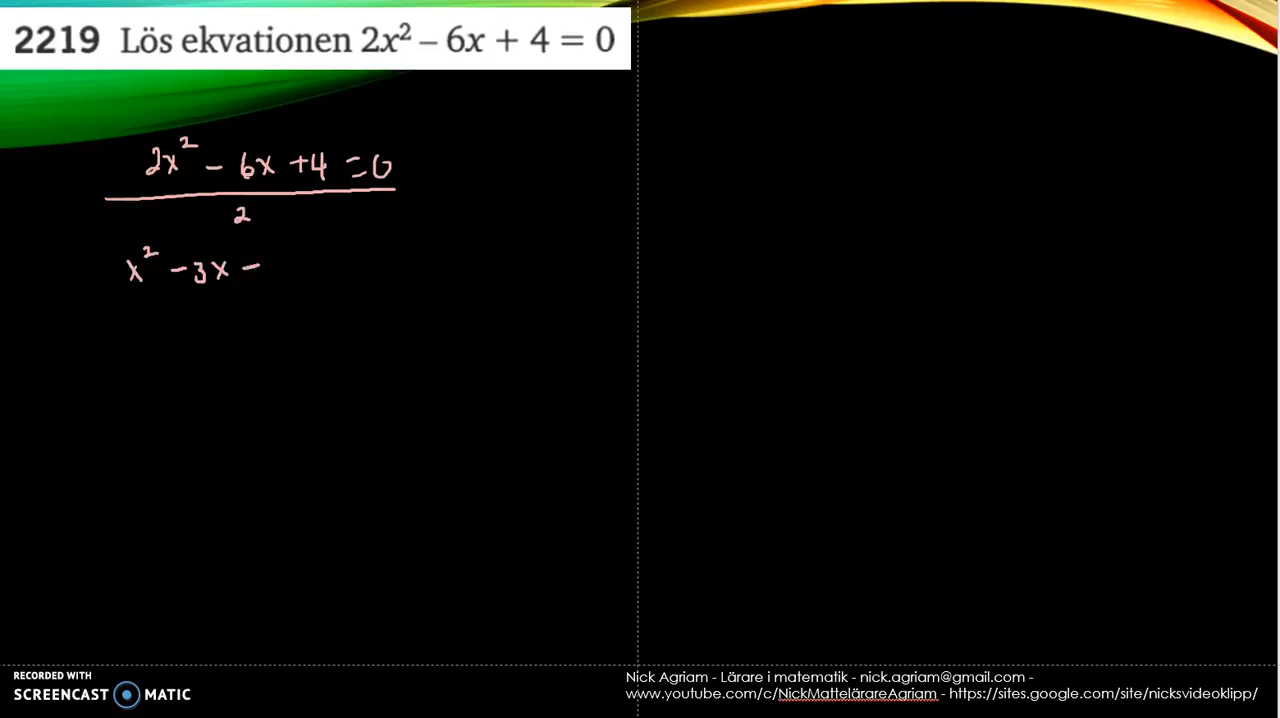 2219 Lös ekvationen 2x² – 6x + 4 = 0
2x² - 6x + 4 = 0
2
x² - 3x -
RECORDED WITH
SCREENCAST MATIC
Nick Agriam - Lärare i matematik - nick.agriam@gmail.com -
www.youtube.com/c/NickMattelärareAgriam - https://sites.google.com/site/nicksvideoklipp/